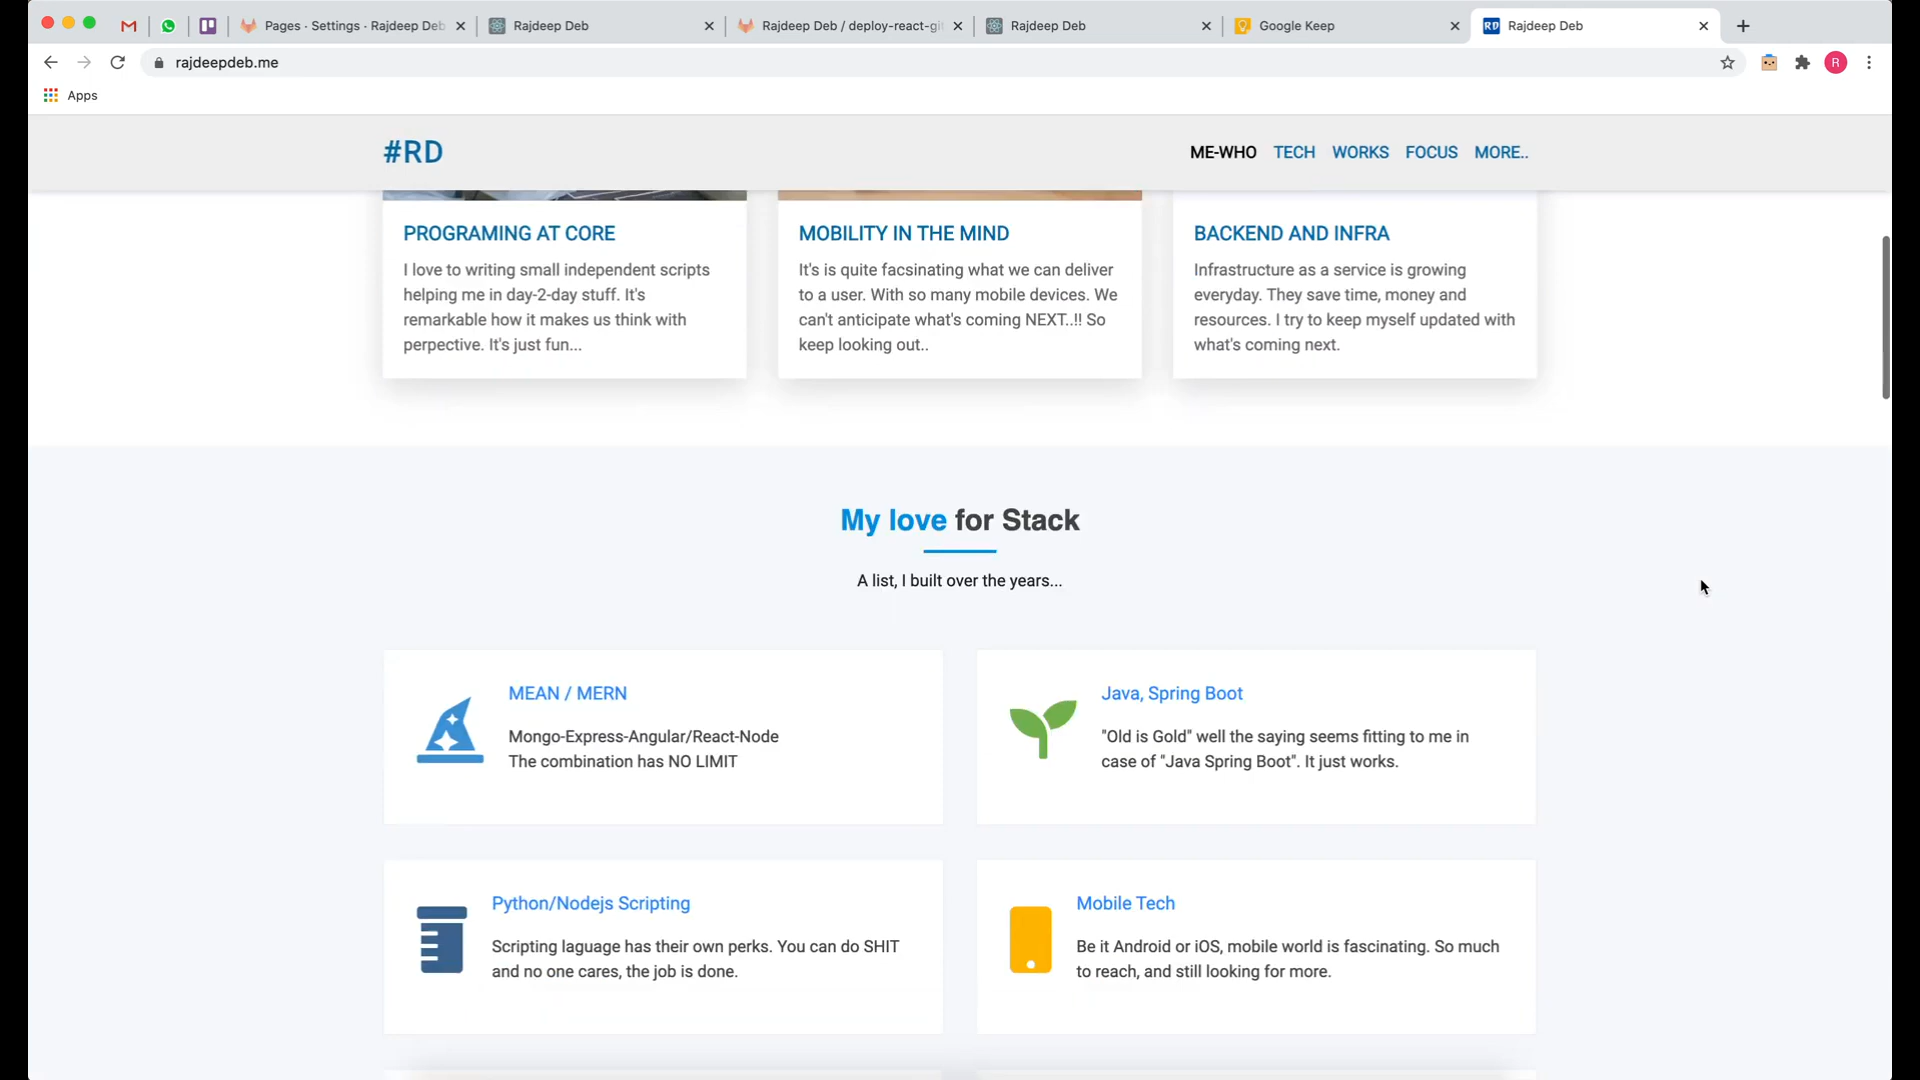 Pages · Settings · Rajdeep Deb
Rajdeep Deb
Rajdeep Deb / deploy-react-git
Rajdeep Deb
Google Keep
RD
Rajdeep Deb
rajdeepdeb.me
R
Apps
#RD
ME-WHO
TECH
WORKS
FOCUS
MORE..
PROGRAMING AT CORE
I love to writing small independent scripts
helping me in day-2-day stuff. It's
remarkable how it makes us think with
perpective. It's just fun...
MOBILITY IN THE MIND
It's is quite facsinating what we can deliver
to a user. With so many mobile devices. We
can't anticipate what's coming NEXT..!! So
keep looking out..
BACKEND AND INFRA
Infrastructure as a service is growing
everyday. They save time, money and
resources. I try to keep myself updated with
what's coming next.
My love for Stack
A list, I built over the years...
MEAN / MERN
Mongo-Express-Angular/React-Node
The combination has NO LIMIT
Java, Spring Boot
"Old is Gold" well the saying seems fitting to me in
case of "Java Spring Boot". It just works.
Python/Nodejs Scripting
Scripting laguage has their own perks. You can do SHIT
and no one cares, the job is done.
Mobile Tech
Be it Android or iOS, mobile world is fascinating. So much
to reach, and still looking for more.